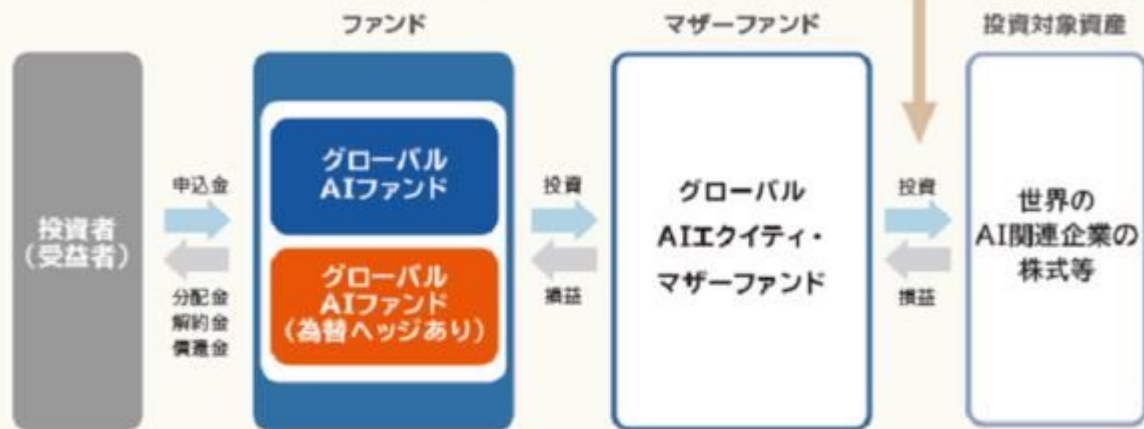 ファンド
マザーファンド
投資対象資産
投資者
(受益者)
申込金
分配金
解約金
償還金
グローバル
AIファンド
グローバル
AIファンド
(為替ヘッジあり)
投資
損益
グローバル
AIエクイティ・
マザーファンド
投資
損益
世界の
AI関連企業の
株式等